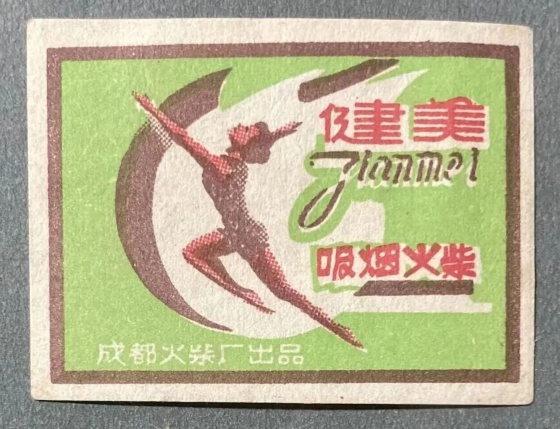 健美
Jianmei
吸烟火柴
成都火柴厂出品